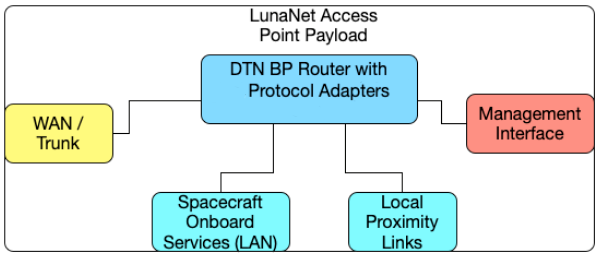 LunaNet Access
Point Payload
DTN BP Router with
Protocol Adapters
WAN /
Trunk
Management
Interface
Spacecraft
Onboard
Services (LAN)
Local
Proximity
Links